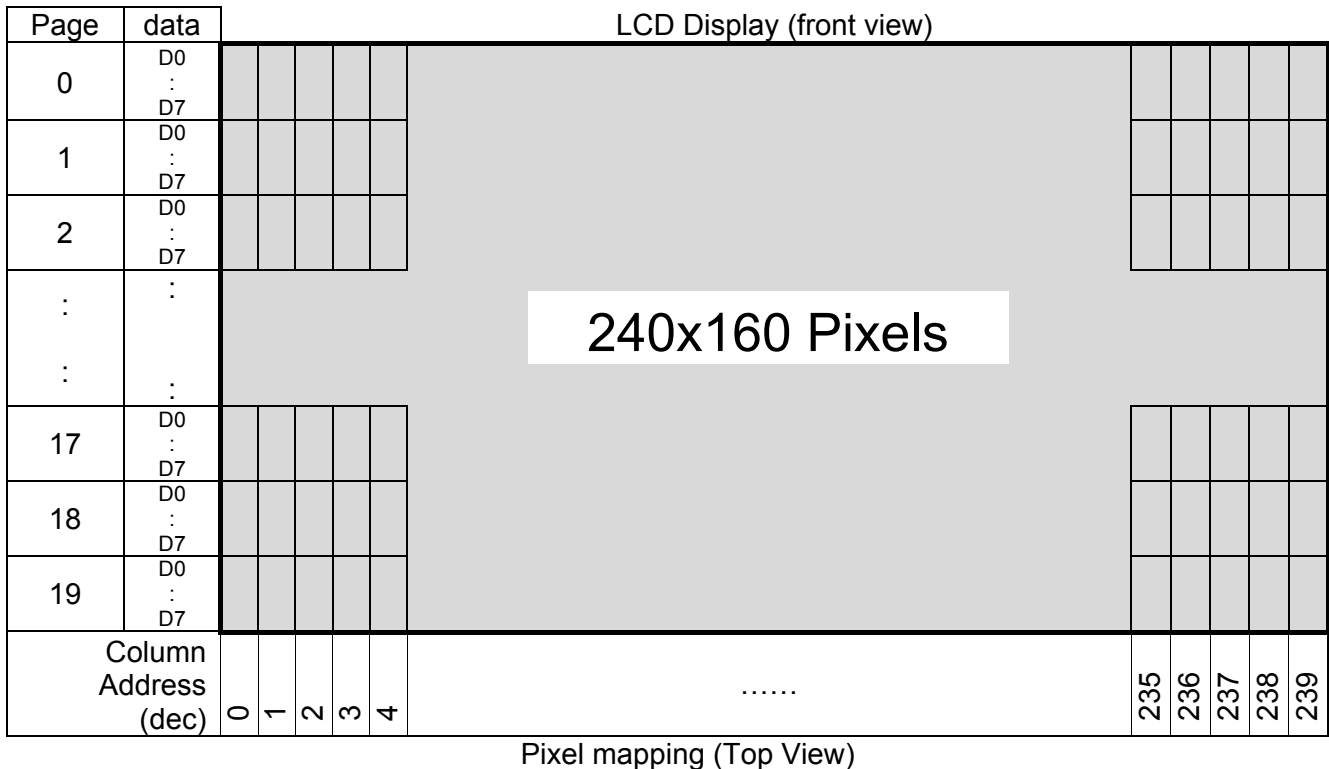 Page data LCD Display (front view)
D0
0 :
D7
D0
1 :
D7
D0
2 :
D7
: :
240x160 Pixels
: :
D0
17 :
D7
D0
18 :
D7
D0
19 :
D7
Column
Address
(dec) 0 1 2 3 4 …… 235 236 237 238 239
Pixel mapping (Top View)